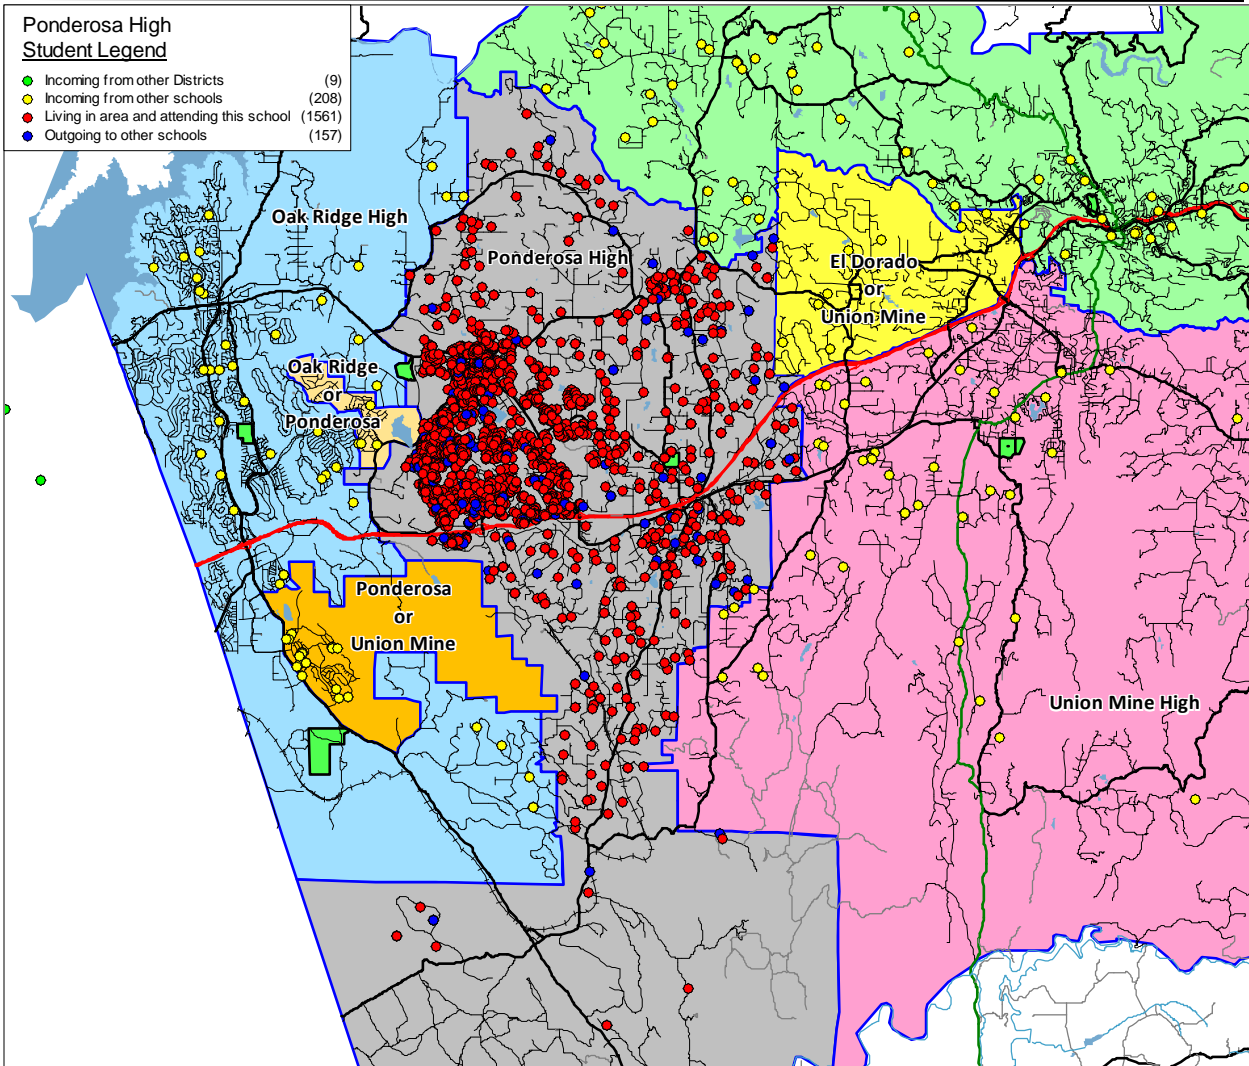 Ponderosa High
Student Legend
Incoming from other Districts (9)
Incoming from other schools (208)
Living in area and attending this school (1561)
Outgoing to other schools (157)
Oak Ridge High
Ponderosa High
El Dorado
or
Union Mine
Oak Ridge
or
Ponderosa
Ponderosa
or
Union Mine
Union Mine High